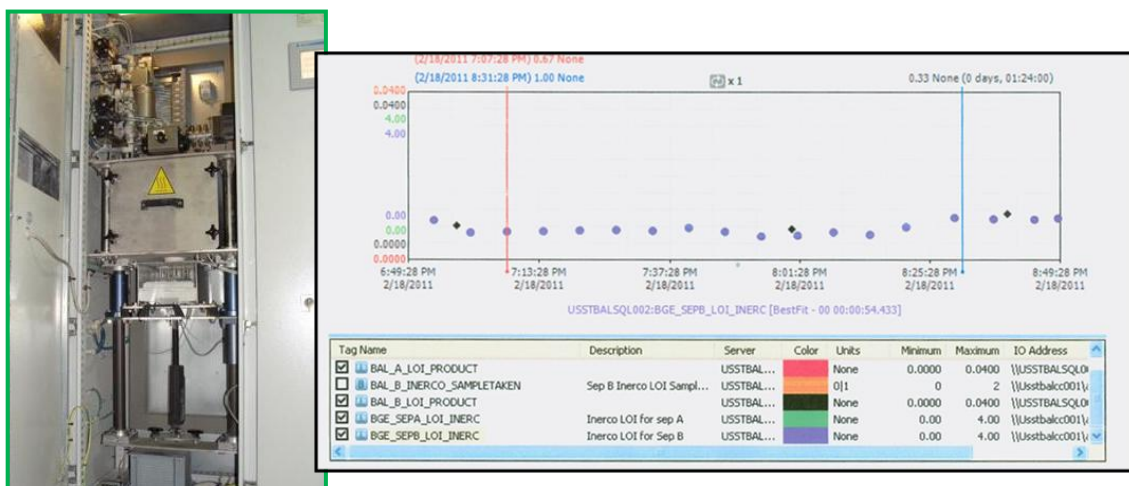 (2/18/2011 7:07:28 PM) 0.67 None
(2/18/2011 8:31:28 PM) 1.00 None
x 1
0.33 None (0 days, 01:24:00)
0.0400
0.0400
4.00
4.00
0.00
0.00
0.0000
0.0000
6:49:28 PM 7:13:28 PM 7:37:28 PM 8:01:28 PM 8:25:28 PM 8:49:28 PM
2/18/2011 2/18/2011 2/18/2011 2/18/2011 2/18/2011 2/18/2011
USSTBALSQL002:BGE_SEPB_LOI_INERC [BestFit - 00 00:00:54.433]
Tag Name Description Server Color Units Minimum Maximum IO Address
BAL_A_LOI_PRODUCT USSTBAL... None 0.0000 0.0400 \\USSTBALSQL0
BAL_B_INERCO_SAMPLETAKEN Sep B Inerco LOI Sampl... USSTBAL... 0|1 0 2 \\Usstbalcc001\
BAL_B_LOI_PRODUCT USSTBAL... None 0.0000 0.0400 \\USSTBALSQL0
BGE_SEPA_LOI_INERC Inerco LOI for sep A USSTBAL... None 0.00 4.00 \\Usstbalcc001\
BGE_SEPB_LOI_INERC Inerco LOI for Sep B USSTBAL... None 0.00 4.00 \\Usstbalcc001\